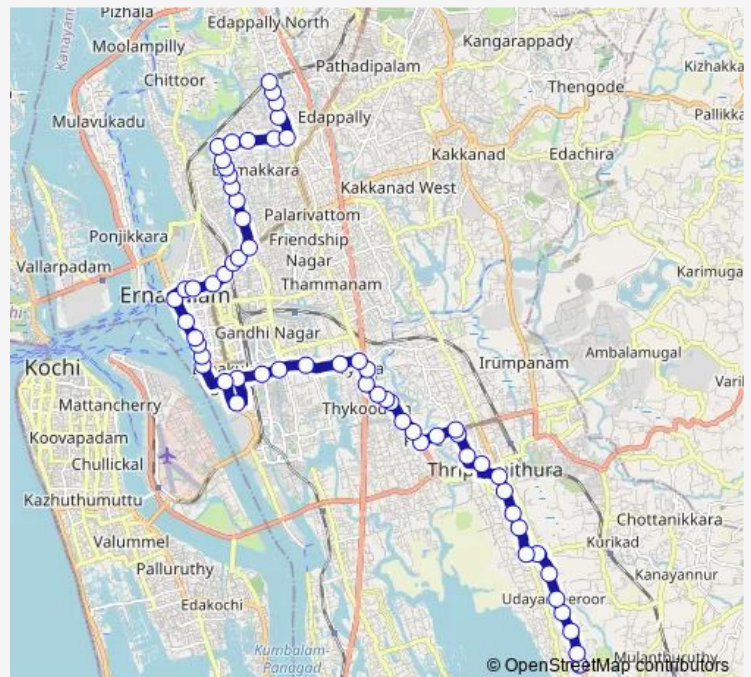 Pizhala
Edappally North
Moolampilly
Kangarappady
Pathadipalam
Chittoor
Kizhakka
Thengode
Mulavukadu
Edappally
Pallikka
Kakkanad
Edachira
Kakkanad West
Palarivattom
Ponjikkara
Friendship
Nagar
Vallarpadam
Thammanam
Karimuga
Gandhi Nagar
Kochi
Irumpanam
Ambalamugal
Mattancherry
Koovapadam
Chullickal
Kazhuthumuttu
Chottanikkara
Valummel
Kurikad
Palluruthy
Kanayannur
Edakochi
Kumbalam-
Panagad
Mulanthuruthy
© OpenStreetMap contributors